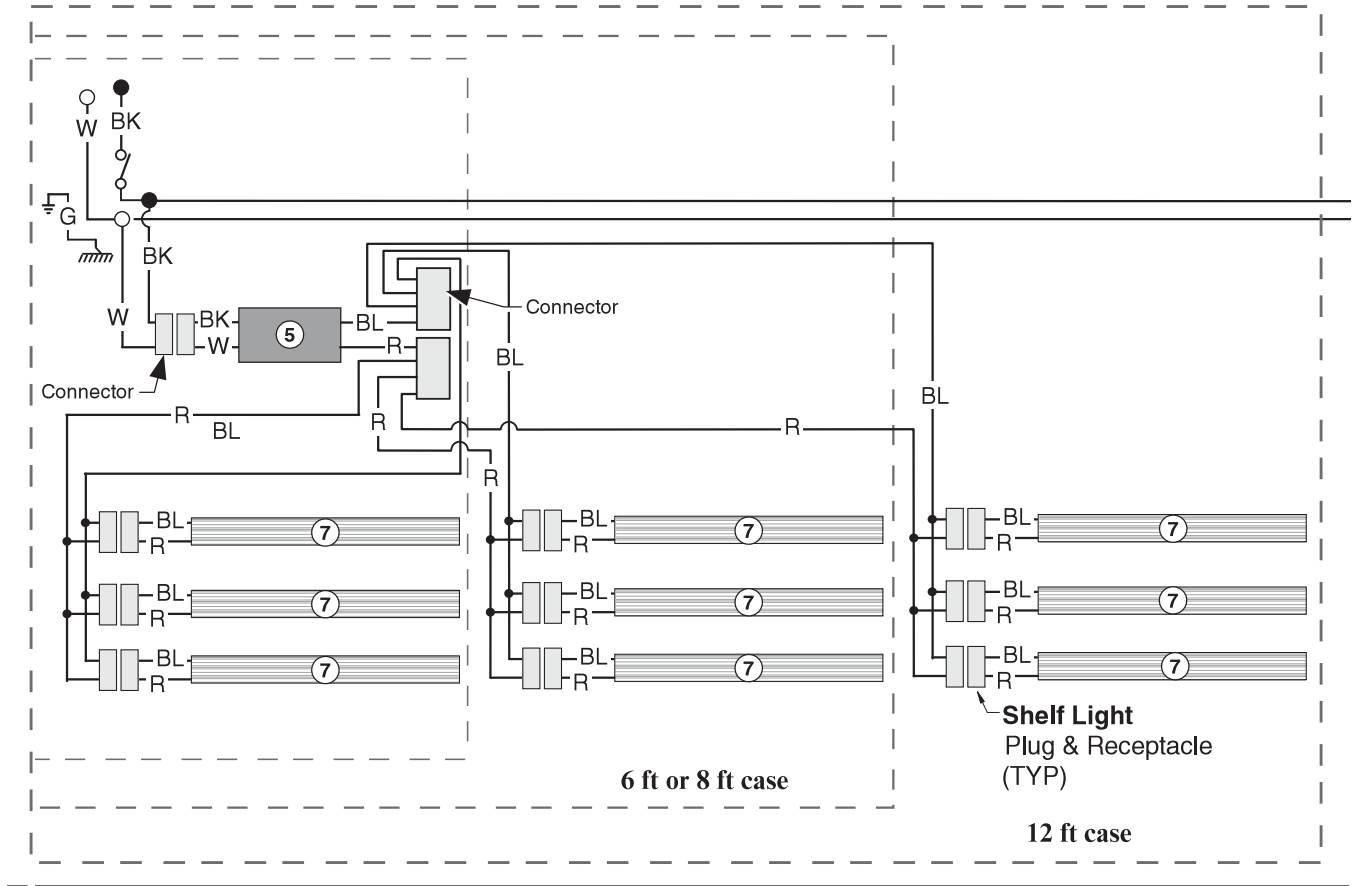 W
BK
G
BK
W
BK
W
5
BL
R
Connector
Connector
BL
BL
R
BL
R
R
R
BL
R
7
BL
R
7
BL
R
7
BL
R
7
BL
R
7
BL
R
7
BL
R
7
BL
R
7
BL
R
7
Shelf Light
Plug & Receptacle
(TYP)
6 ft or 8 ft case
12 ft case